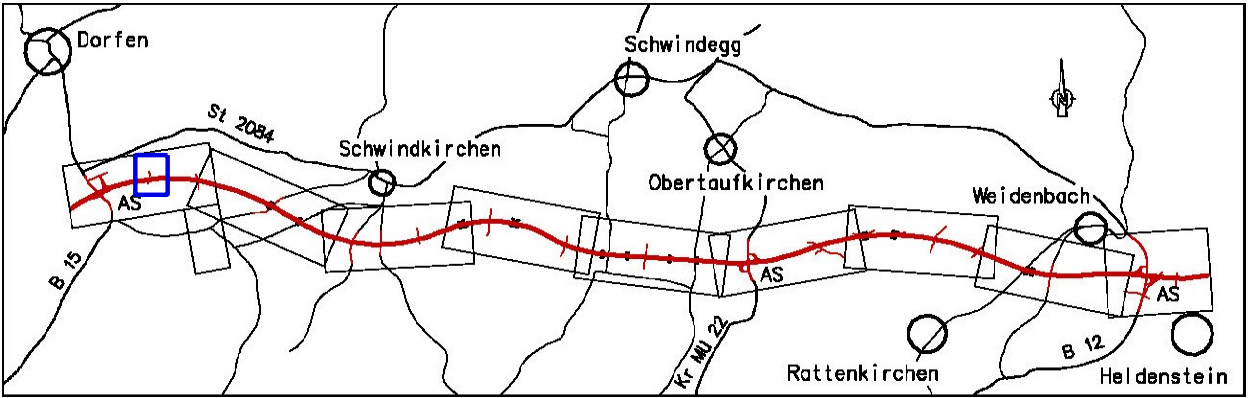 Dorfen
Schwindegg
St 2084
Schwindkirchen
Obertaufkirchen
Weidenbach
N
AS
B 15
AS
AS
Kr MÜ 22
B 12
Rattenkirchen
Heldenstein